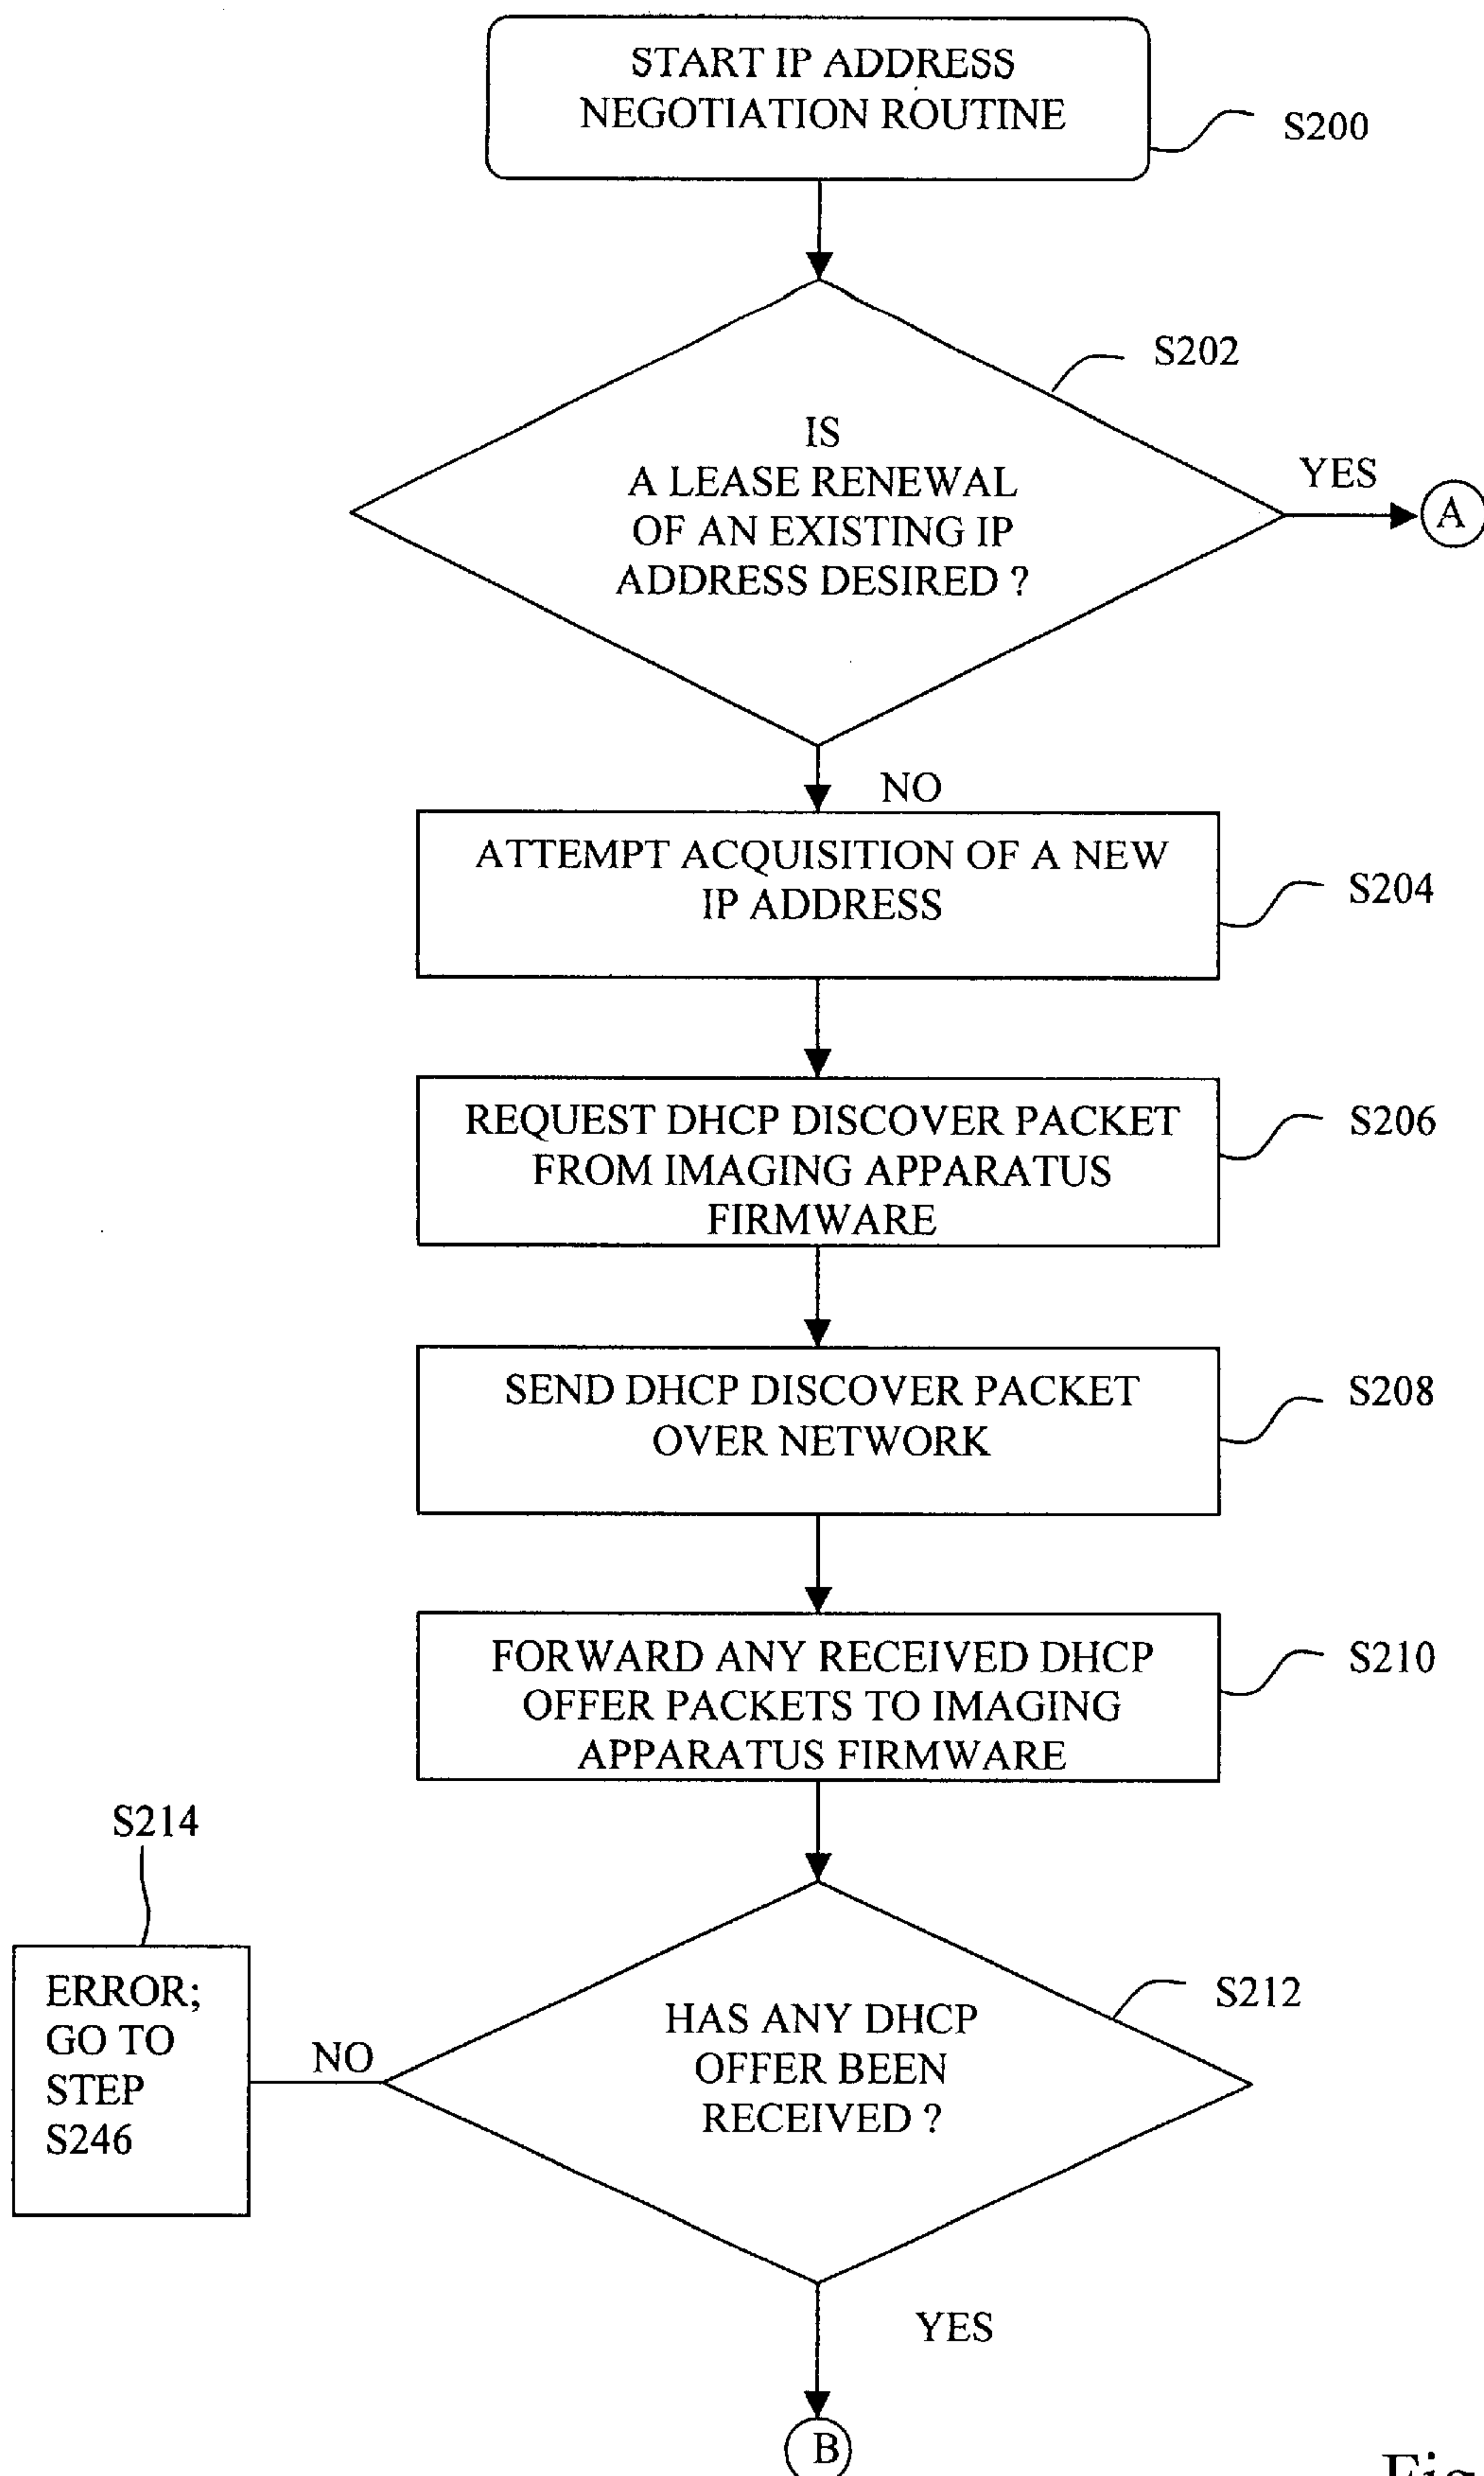 START IP ADDRESS
NEGOTIATION ROUTINE
S200
S202
IS
A LEASE RENEWAL
OF AN EXISTING IP
ADDRESS DESIRED ?
YES
A
NO
ATTEMPT ACQUISITION OF A NEW
IP ADDRESS
S204
REQUEST DHCP DISCOVER PACKET
FROM IMAGING APPARATUS
FIRMWARE
S206
SEND DHCP DISCOVER PACKET
OVER NETWORK
S208
FORWARD ANY RECEIVED DHCP
OFFER PACKETS TO IMAGING
APPARATUS FIRMWARE
S210
S214
ERROR;
GO TO
STEP
S246
NO
HAS ANY DHCP
OFFER BEEN
RECEIVED ?
S212
YES
B